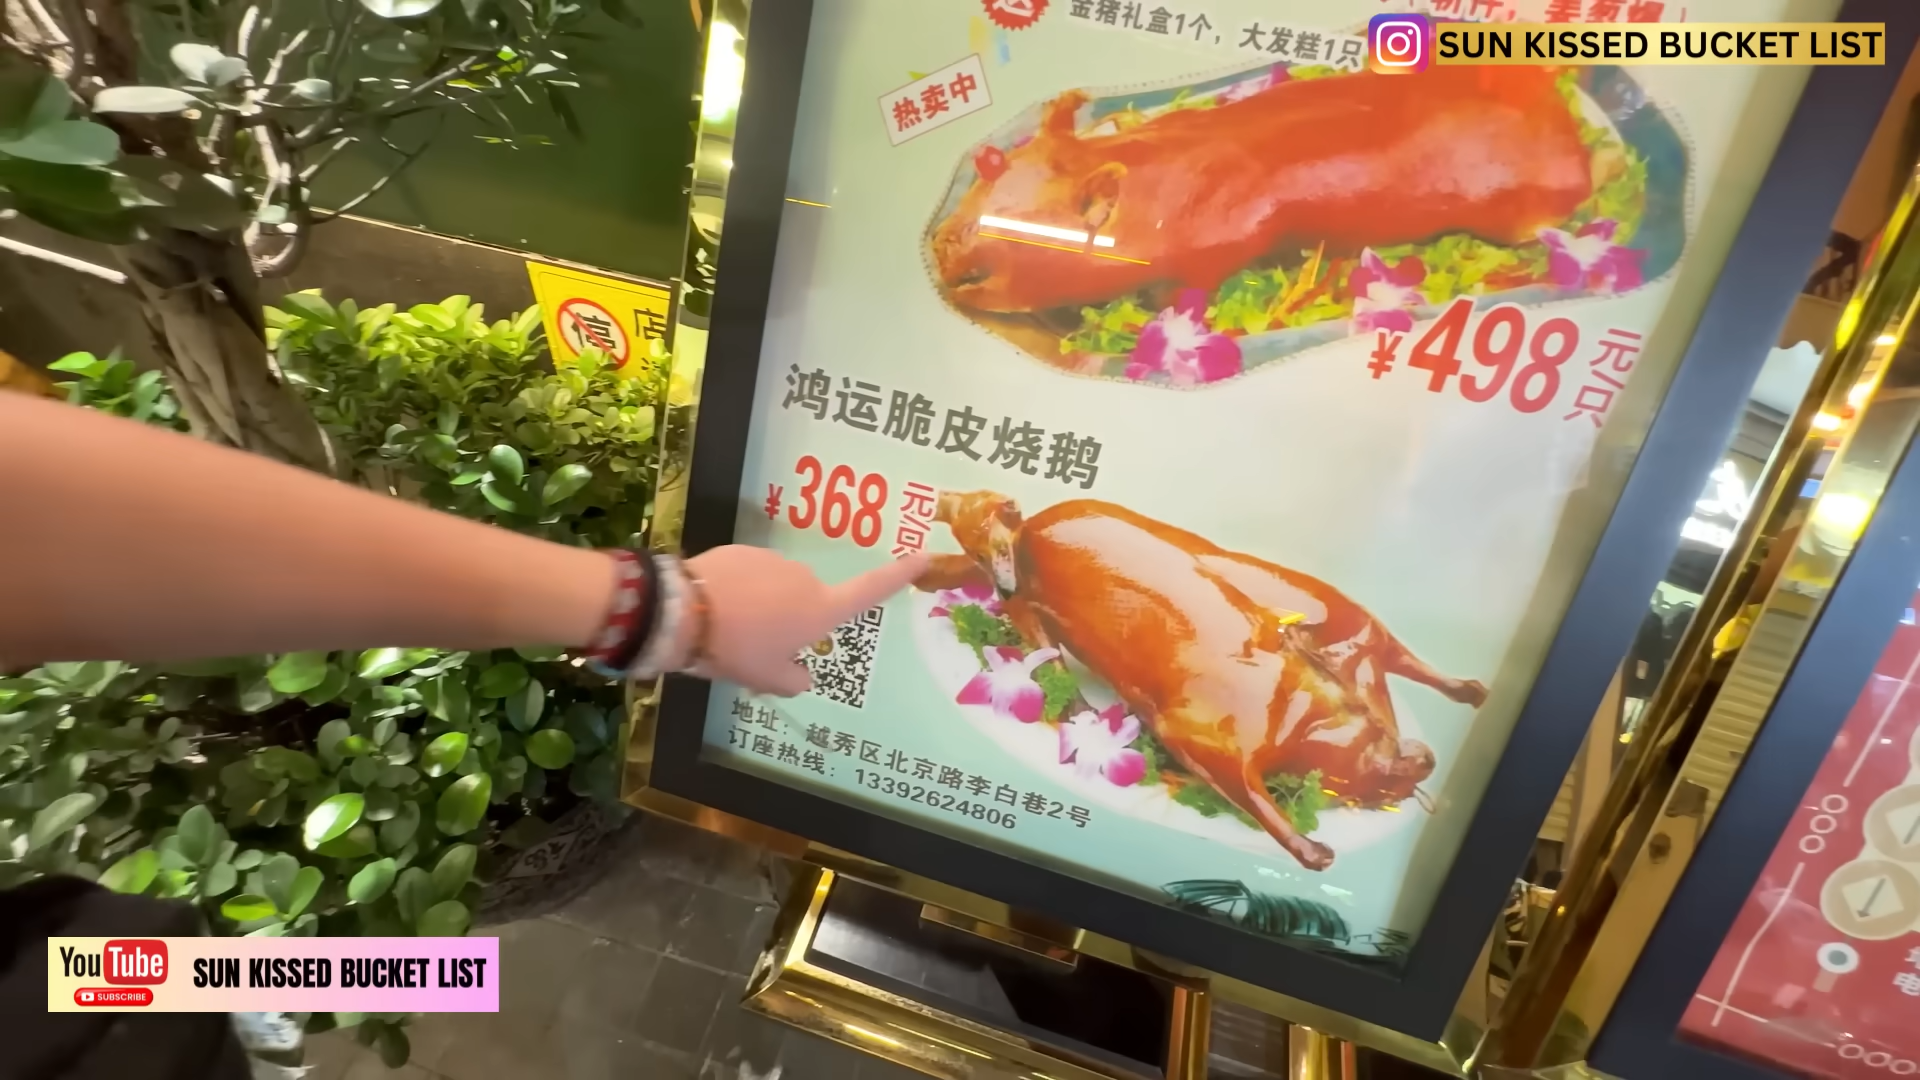 金猪礼盒1个，大发糕1只
SUN KISSED BUCKET LIST
热卖中
¥498元/只
停
店
鸿运脆皮烧鹅
¥368元/只
地址：越秀区北京路李白巷2号
订座热线：13392624806
YouTube
SUBSCRIBE
SUN KISSED BUCKET LIST